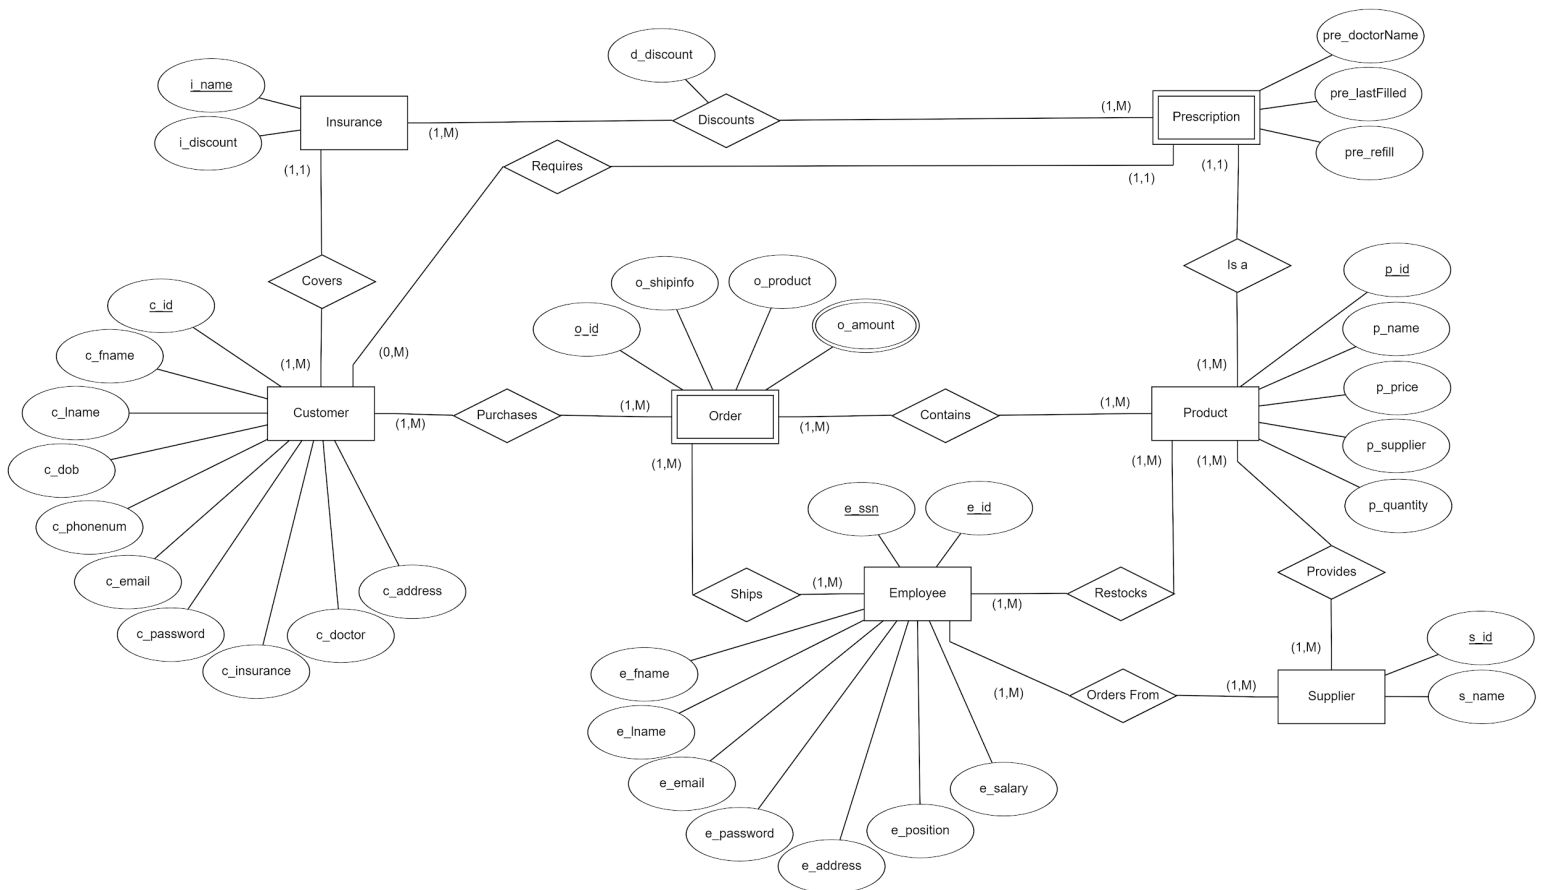 pre_doctorName
d_discount
i_name
pre_lastFilled
(1,M)
Insurance
Discounts
Prescription
(1,M)
i_discount
pre_refill
Requires
(1,1)
(1,1)
(1,1)
Is a
p_id
Covers
o_shipinfo
o_product
c_id
o_id
o_amount
p_name
c_fname
(0,M)
(1,M)
(1,M)
p_price
(1,M)
(1,M)
c_lname
Customer
Purchases
Order
Contains
Product
(1,M)
(1,M)
p_supplier
(1,M)
(1,M)
(1,M)
c_dob
p_quantity
e_ssn
e_id
c_phonenum
Provides
c_email
(1,M)
c_address
Ships
Employee
Restocks
(1,M)
c_password
c_doctor
s_id
(1,M)
c_insurance
e_fname
(1,M)
(1,M)
Orders From
Supplier
s_name
e_lname
e_email
e_salary
e_password
e_position
e_address